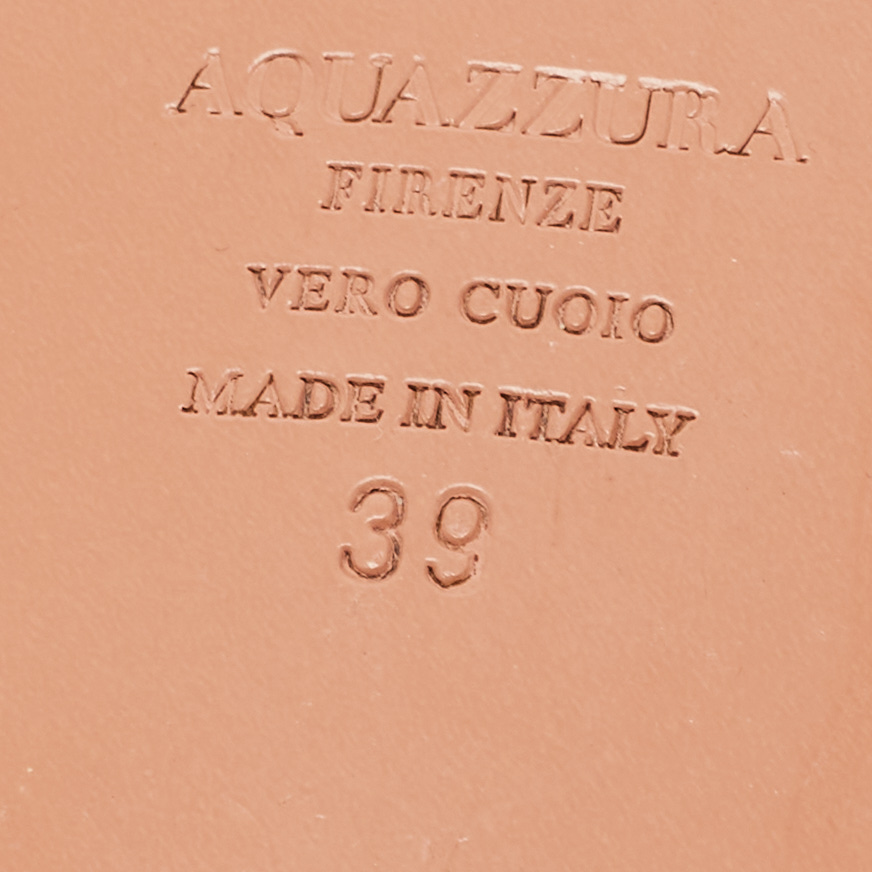 AQUAZZURA
FIRENZE
VERO CUOIO
MADE IN ITALY
39